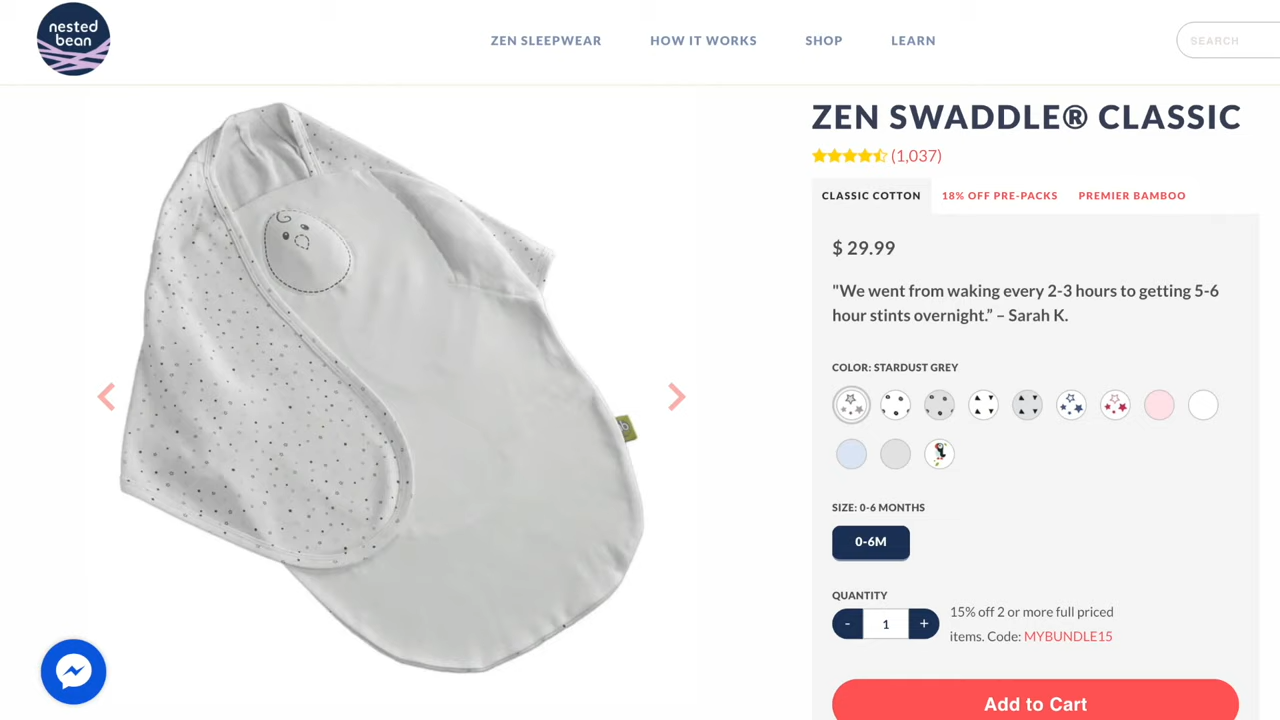 nested
bean
ZEN SLEEPWEAR
HOW IT WORKS
SHOP
LEARN
SEARCH
ZEN SWADDLE® CLASSIC
(1,037)
CLASSIC COTTON
18% OFF PRE-PACKS
PREMIER BAMBOO
$ 29.99
"We went from waking every 2-3 hours to getting 5-6
hour stints overnight.” – Sarah K.
COLOR: STARDUST GREY
SIZE: 0-6 MONTHS
0-6M
QUANTITY
- 1 +
15% off 2 or more full priced
items. Code: MYBUNDLE15
Add to Cart